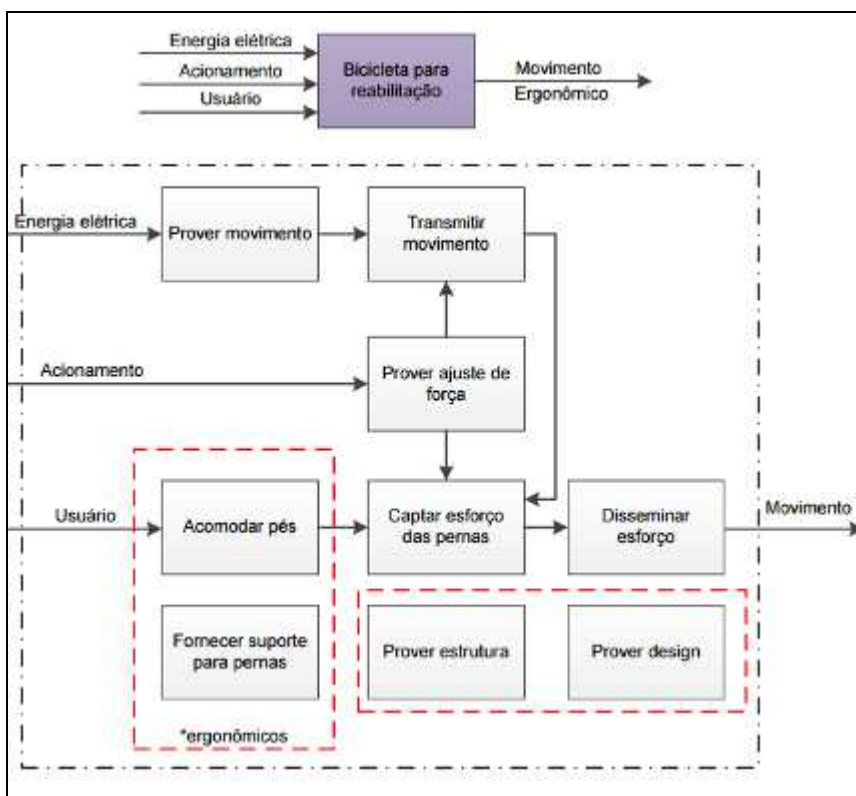 Energia elétrica
Acionamento
Usuário
Bicicleta para
reabilitação
Movimento
Ergonômico
Energia elétrica
Prover movimento
Transmitir
movimento
Acionamento
Prover ajuste de
força
Usuário
Acomodar pés
Captar esforço
das pernas
Disseminar
esforço
Movimento
Fornecer suporte
para pernas
Prover estrutura
Prover design
*ergonômicos